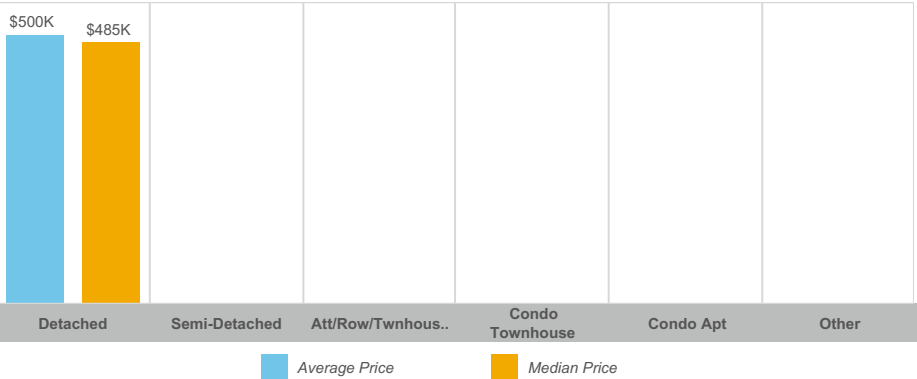 $500K
$485K
Detached
Semi-Detached
Att/Row/Twnhous..
Condo
Townhouse
Condo Apt
Other
Average Price
Median Price